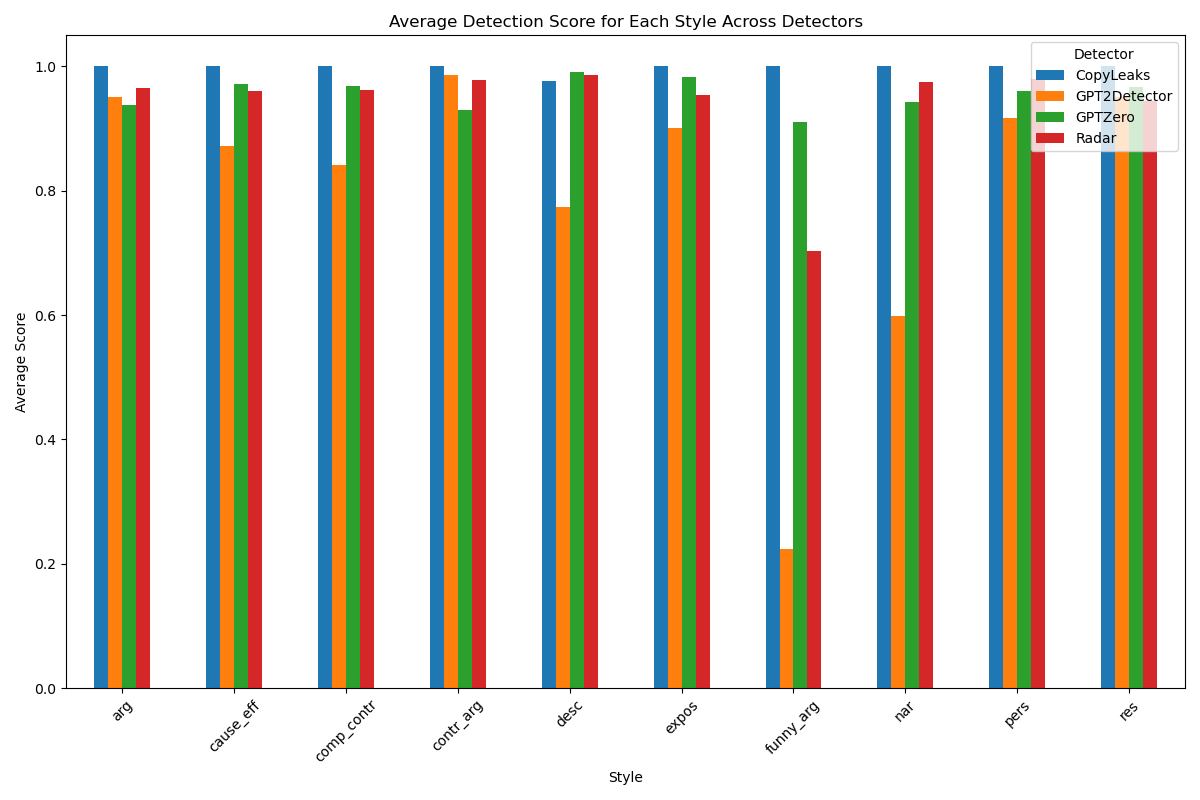 Average Detection Score for Each Style Across Detectors
Detector
CopyLeaks
GPT2Detector
GPTZero
Radar
1.0
0.8
0.6
0.4
0.2
0.0
Average Score
arg
cause_eff
comp_contr
contr_arg
desc
expos
funny_arg
nar
pers
res
Style